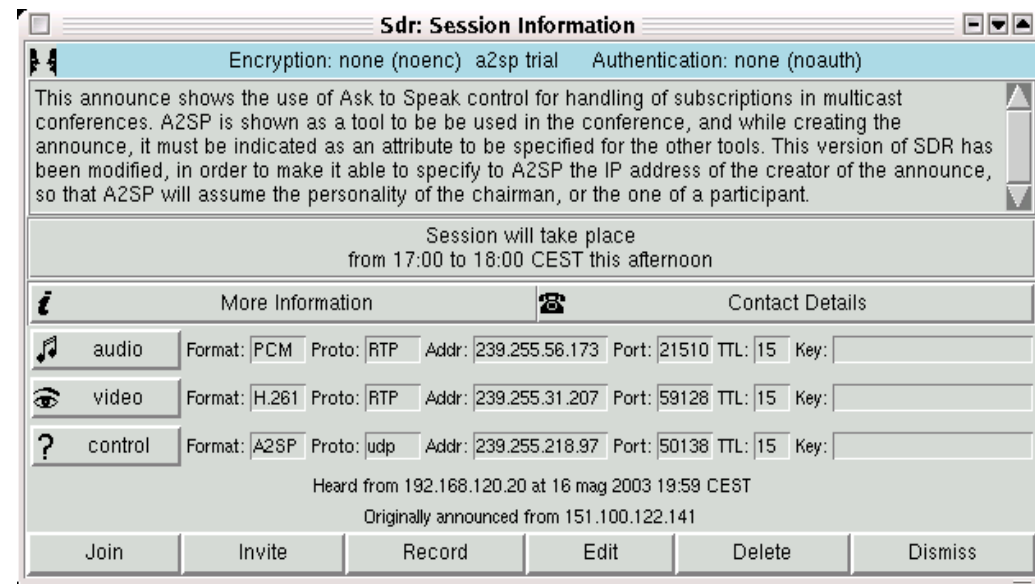 Sdr: Session Information
Encryption: none (noenc) a2sp trial Authentication: none (noauth)
This announce shows the use of Ask to Speak control for handling of subscriptions in multicast
conferences. A2SP is shown as a tool to be be used in the conference, and while creating the
announce, it must be indicated as an attribute to be specified for the other tools. This version of SDR has
been modified, in order to make it able to specify to A2SP the IP address of the creator of the announce,
so that A2SP will assume the personality of the chairman, or the one of a participant.
Session will take place
from 17:00 to 18:00 CEST this afternoon
i More Information Contact Details
audio Format: PCM Proto: RTP Addr: 239.255.56.173 Port: 21510 TTL: 15 Key:
video Format: H.261 Proto: RTP Addr: 239.255.31.207 Port: 59128 TTL: 15 Key:
? control Format: A2SP Proto: udp Addr: 239.255.218.97 Port: 50138 TTL: 15 Key:
Heard from 192.168.120.20 at 16 mag 2003 19:59 CEST
Originally announced from 151.100.122.141
Join Invite Record Edit Delete Dismiss